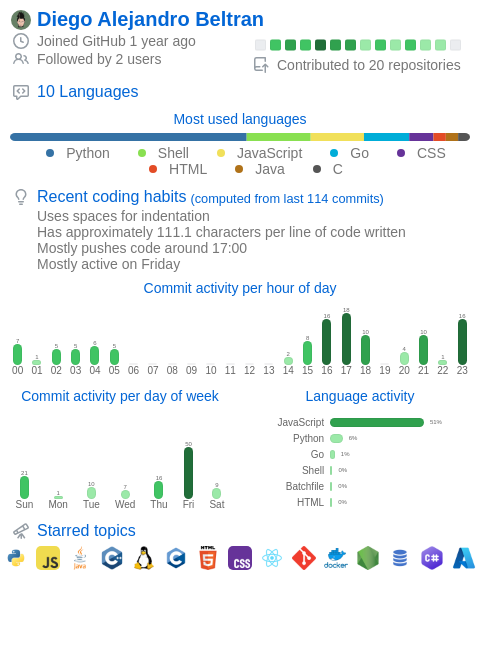 Diego Alejandro Beltran
Joined GitHub 1 year ago
Followed by 2 users
Contributed to 20 repositories
10 Languages
Most used languages
Python Shell JavaScript Go CSS
HTML Java C
Recent coding habits (computed from last 114 commits)
Uses spaces for indentation
Has approximately 111.1 characters per line of code written
Mostly pushes code around 17:00
Mostly active on Friday
Commit activity per hour of day
7 1 5 5 6 5 2 8 16 18 10 4 10 1 16
00 01 02 03 04 05 06 07 08 09 10 11 12 13 14 15 16 17 18 19 20 21 22 23
Commit activity per day of week
21 1 10 7 16 50 9
Sun Mon Tue Wed Thu Fri Sat
Language activity
JavaScript 51%
Python 6%
Go 1%
Shell 0%
Batchfile 0%
HTML 0%
Starred topics
JS Java C++ C HTML 5 CSS docker C#